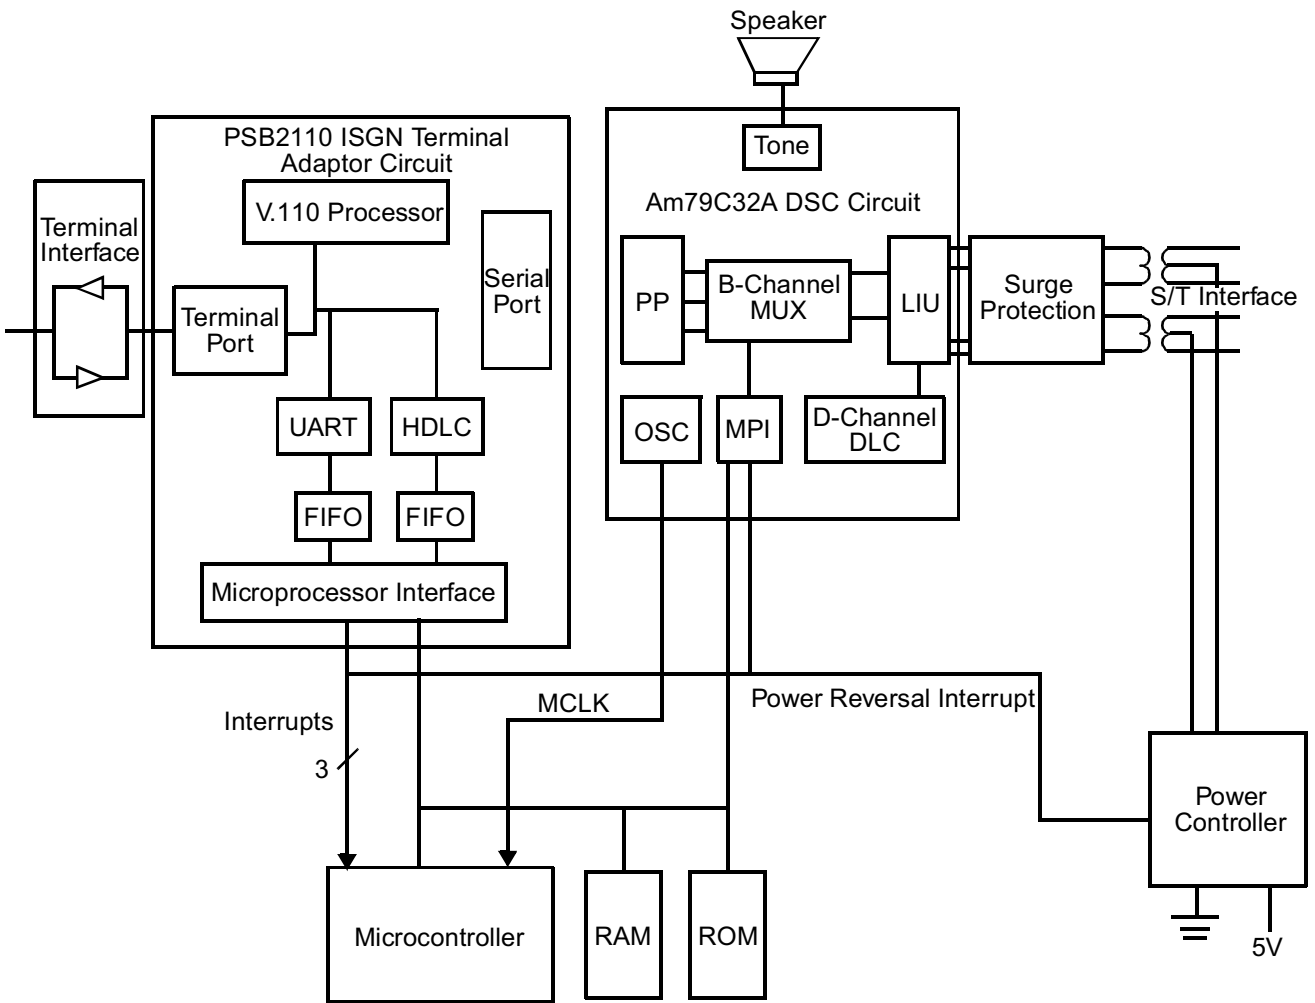 Speaker
PSB2110 ISGN Terminal
Adaptor Circuit
Tone
V.110 Processor
Am79C32A DSC Circuit
Terminal
Interface
Serial
Port
Terminal
Port
PP
B-Channel
MUX
LIU
Surge
Protection
S/T Interface
UART
HDLC
OSC
MPI
D-Channel
DLC
FIFO
FIFO
Microprocessor Interface
Interrupts
3
MCLK
Power Reversal Interrupt
Power
Controller
Microcontroller
RAM
ROM
5V